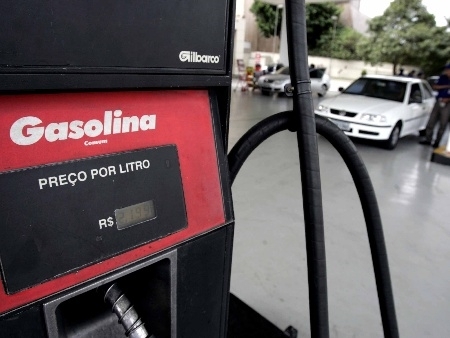 Gilbarco
Gasolina
Comum
PREÇO POR LITRO
R$